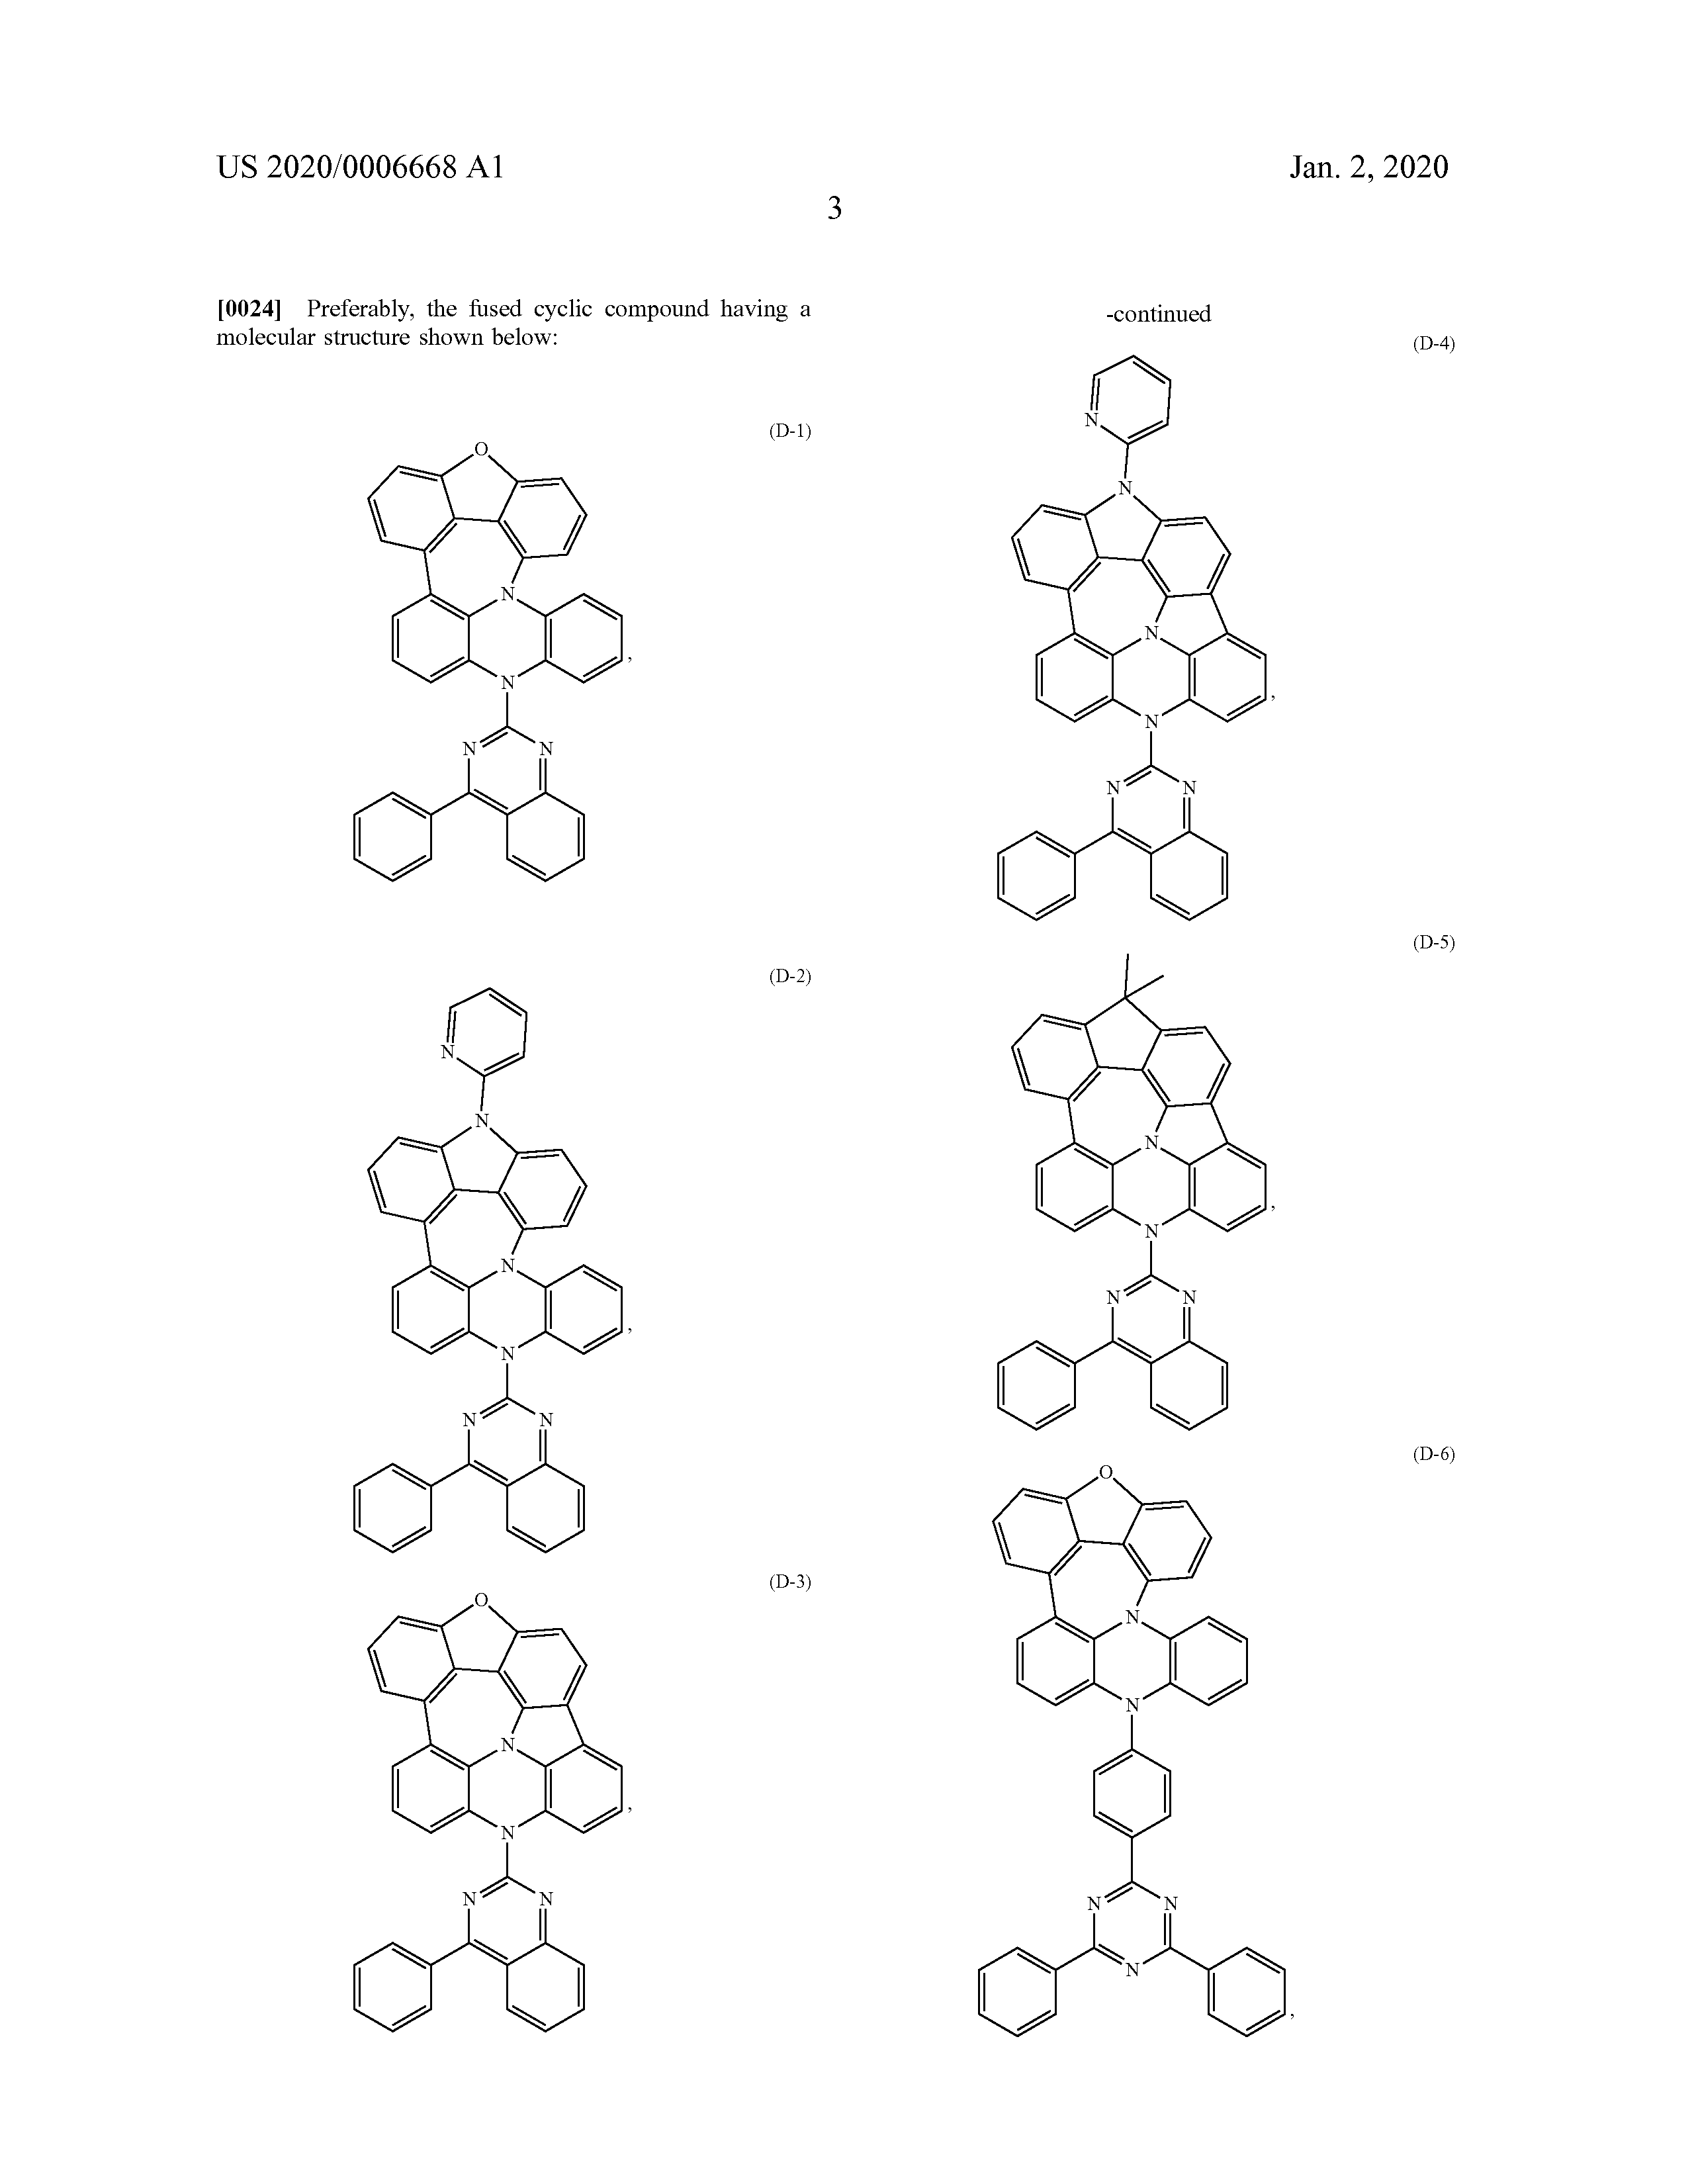 US 2020/0006668 A1
Jan. 2, 2020
3
[0024] Preferably, the fused cyclic compound having a
molecular structure shown below:
(D-1)
O
N
N
N
N
,
(D-2)
N
N
N
N
N
N
,
(D-3)
O
N
N
N
N
,
-continued
(D-4)
N
N
N
N
N
N
,
(D-5)
N
N
N
N
,
(D-6)
O
N
N
N
N
N
,